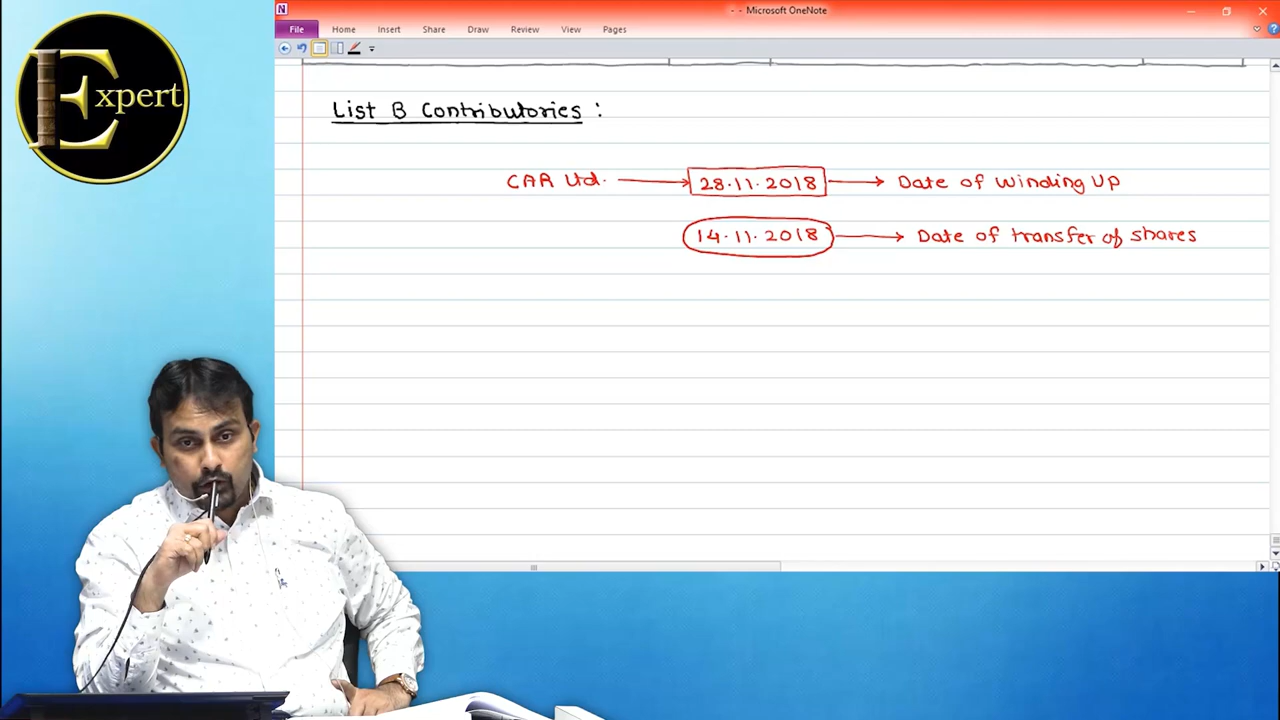 Expert
- - Microsoft OneNote
File Home Insert Share Draw Review View Pages
List B Contributories :
CAR Ltd. → 28.11.2018 → Date of Winding Up
14.11.2018 → Date of transfer of shares